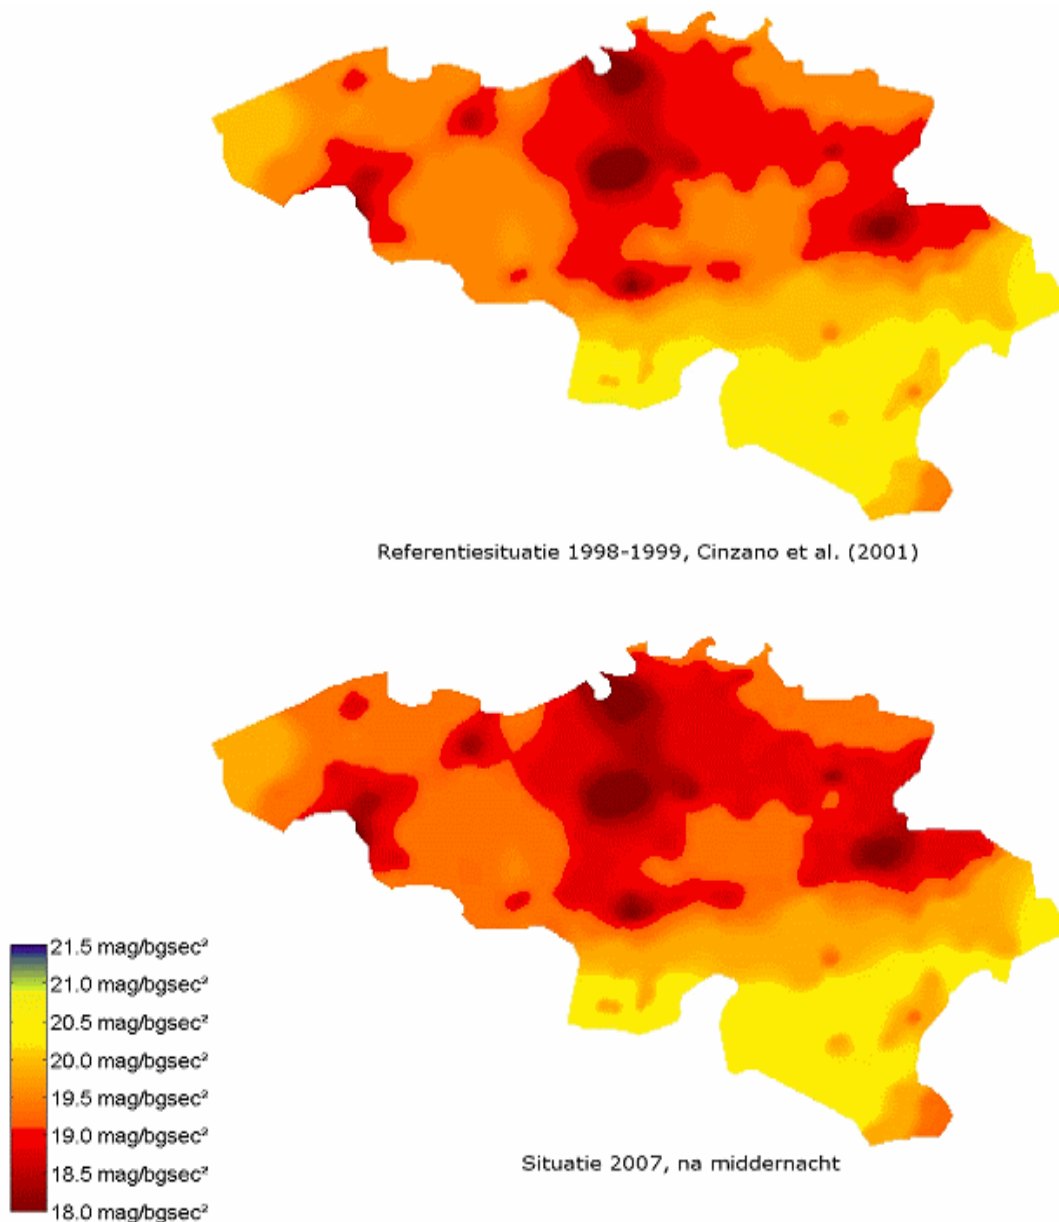 Referentiesituatie 1998-1999, Cinzano et al. (2001)
21.5 mag/bgsec²
21.0 mag/bgsec²
20.5 mag/bgsec²
20.0 mag/bgsec²
19.5 mag/bgsec²
19.0 mag/bgsec²
18.5 mag/bgsec²
18.0 mag/bgsec²
Situatie 2007, na middernacht